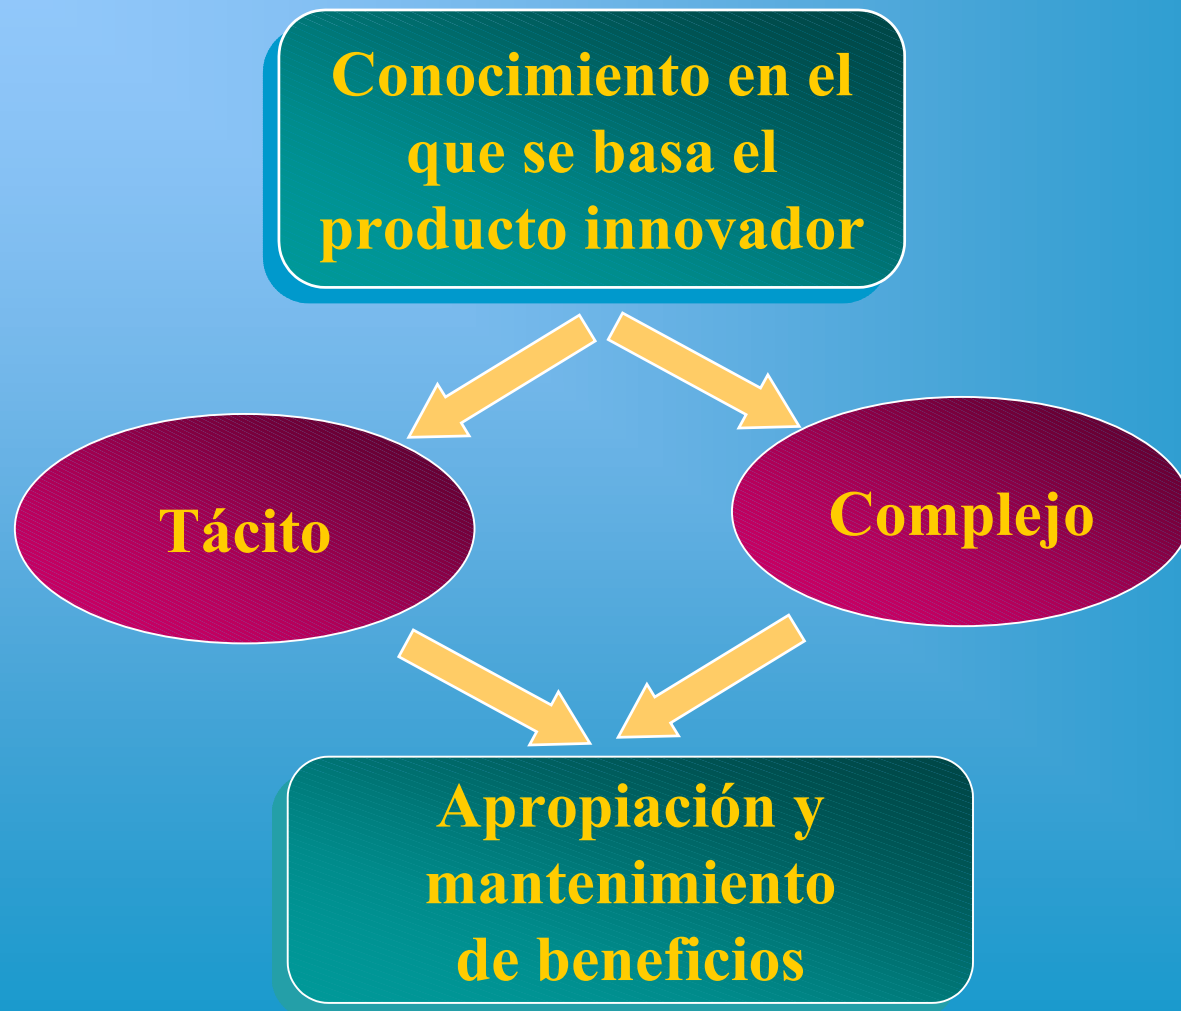 Conocimiento en el
que se basa el
producto innovador
Tácito
Complejo
Apropiación y
mantenimiento
de beneficios